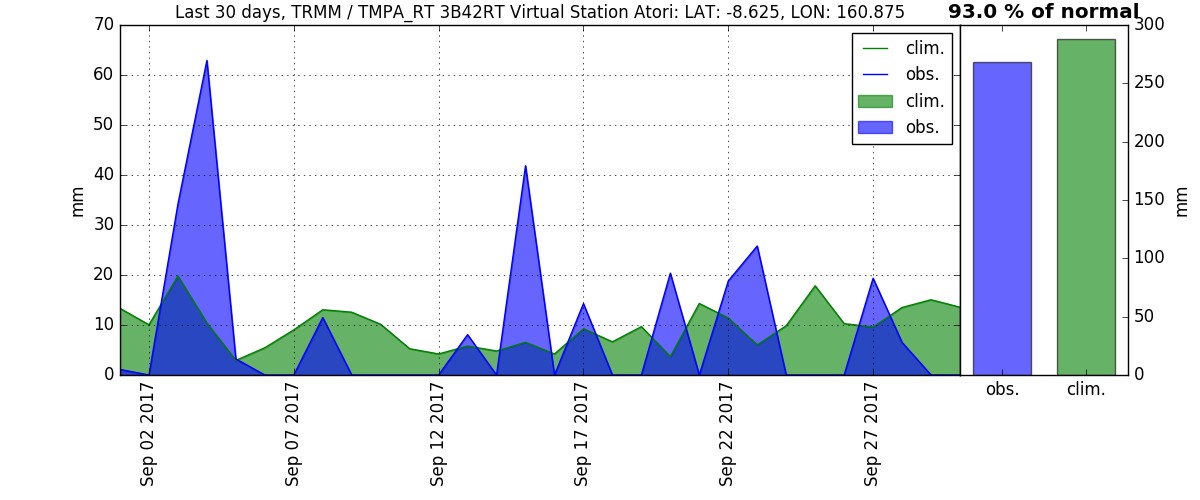 Last 30 days, TRMM / TMPA_RT 3B42RT Virtual Station Atori: LAT: -8.625, LON: 160.875
93.0 % of normal
70
60
50
40
30
20
10
0
mm
clim.
obs.
clim.
obs.
Sep 02 2017
Sep 07 2017
Sep 12 2017
Sep 17 2017
Sep 22 2017
Sep 27 2017
300
250
200
150
100
50
0
mm
obs.
clim.